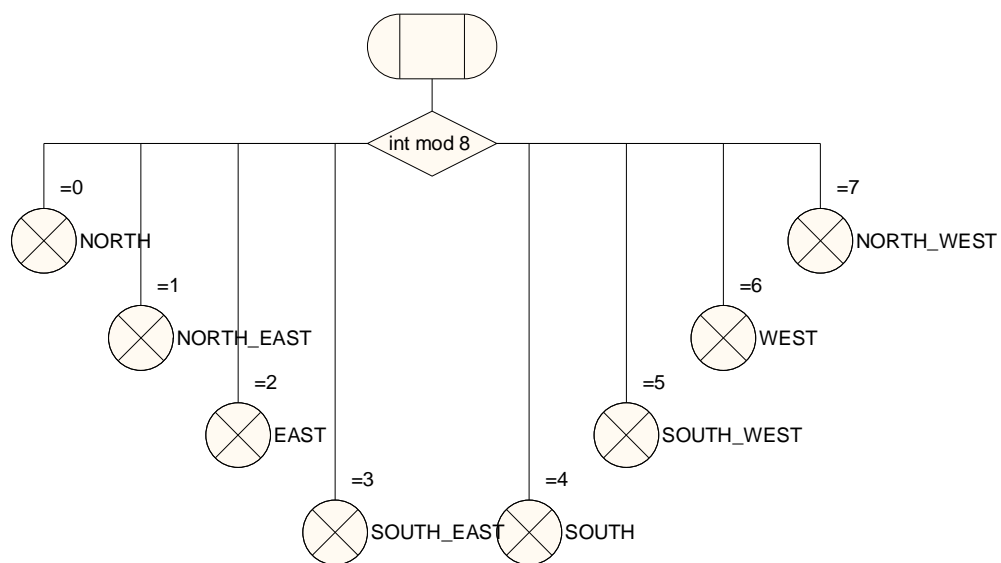 int mod 8
=0
=7
NORTH
NORTH_WEST
=1
=6
NORTH_EAST
WEST
=2
=5
EAST
SOUTH_WEST
=3
=4
SOUTH_EAST
SOUTH